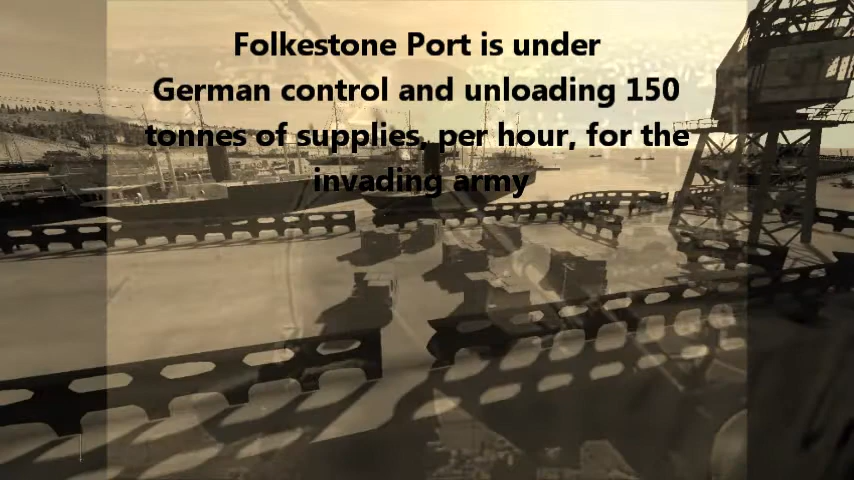 Folkestone Port is under
German control and unloading 150
tonnes of supplies, per hour, for the
invading army